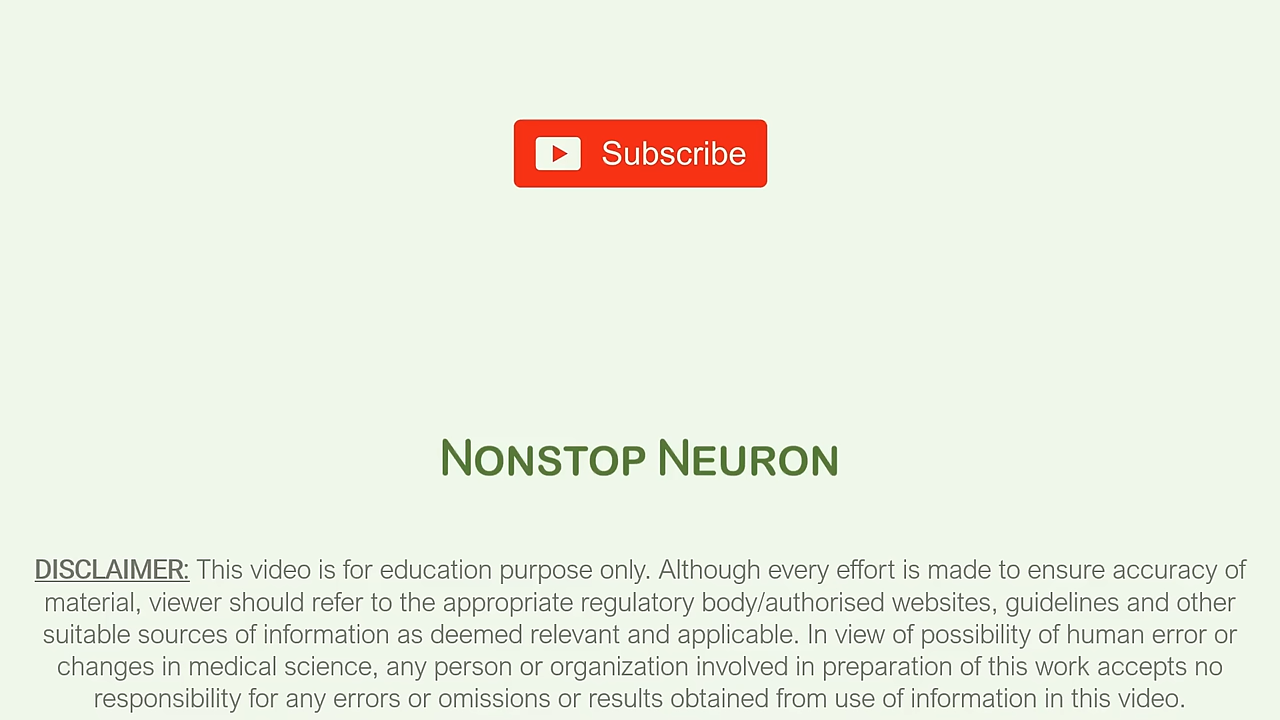 Subscribe
Nonstop Neuron
DISCLAIMER: This video is for education purpose only. Although every effort is made to ensure accuracy of
material, viewer should refer to the appropriate regulatory body/authorised websites, guidelines and other
suitable sources of information as deemed relevant and applicable. In view of possibility of human error or
changes in medical science, any person or organization involved in preparation of this work accepts no
responsibility for any errors or omissions or results obtained from use of information in this video.